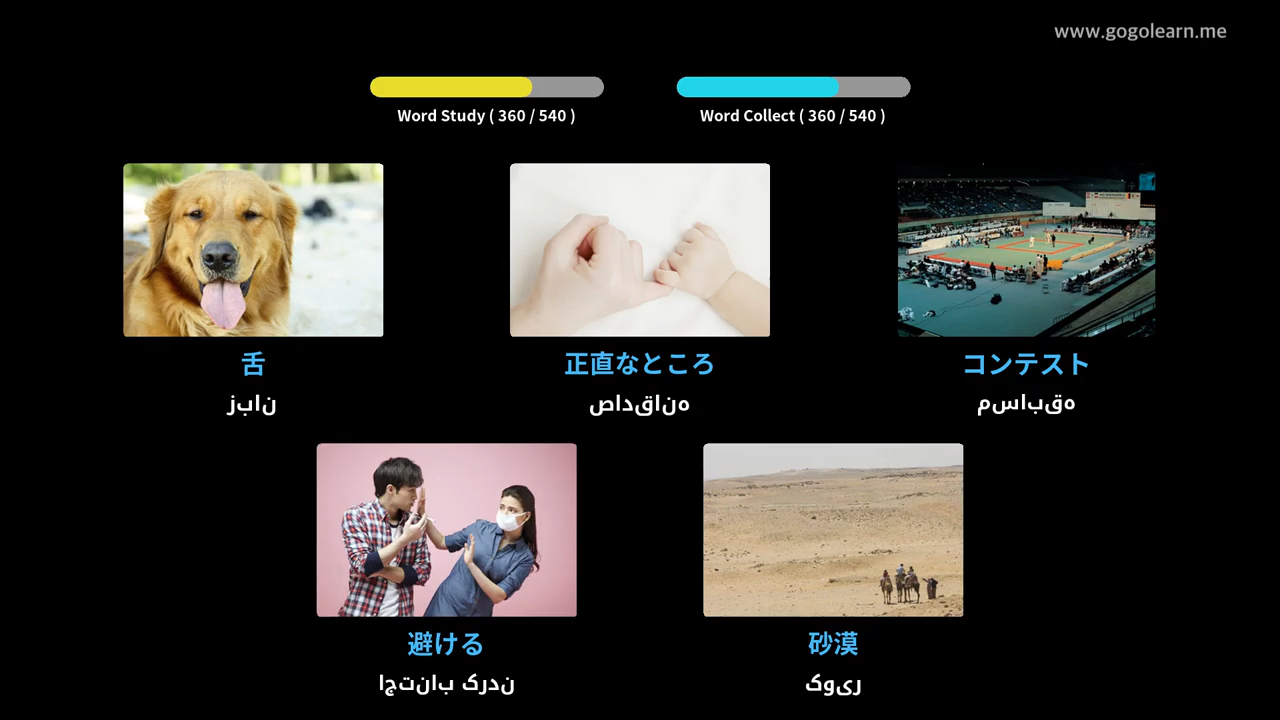 www.gogolearn.me
Word Study ( 360 / 540 )
Word Collect ( 360 / 540 )
舌
زبان
正直なところ
صادقانه
コンテスト
مسابقه
避ける
اجتناب کردن
砂漠
کویر